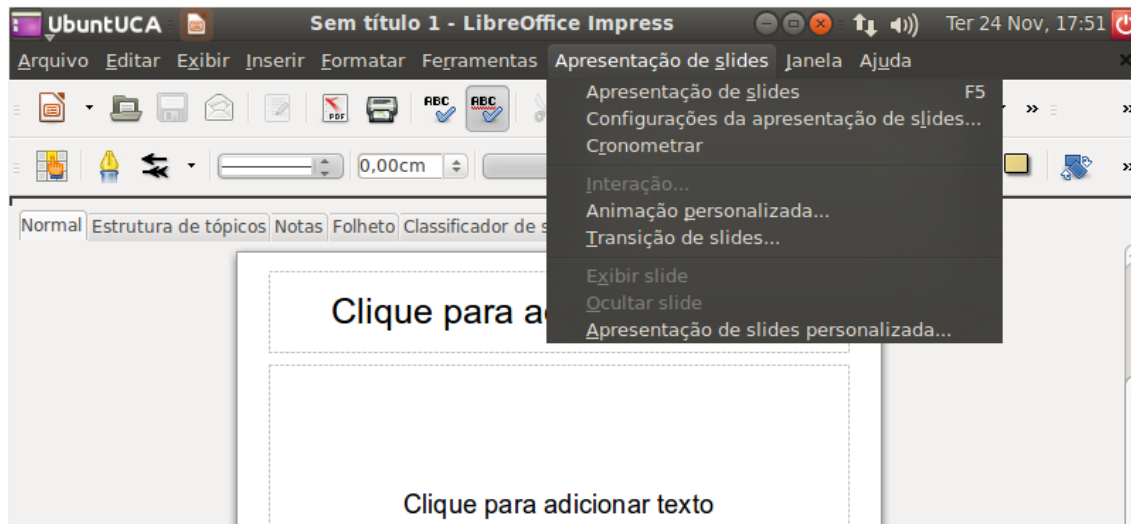 UbuntUCA Sem título 1 - LibreOffice Impress Ter 24 Nov, 17:51
Arquivo Editar Exibir Inserir Formatar Ferramentas Apresentação de slides Janela Ajuda
Apresentação de slides F5
Configurações da apresentação de slides...
Cronometrar
Interação...
Animação personalizada...
Transição de slides...
Exibir slide
Ocultar slide
Apresentação de slides personalizada...
PDF ABC ABC »  »
0,00cm »
Normal Estrutura de tópicos Notas Folheto Classificador de s
Clique para a
Clique para adicionar texto